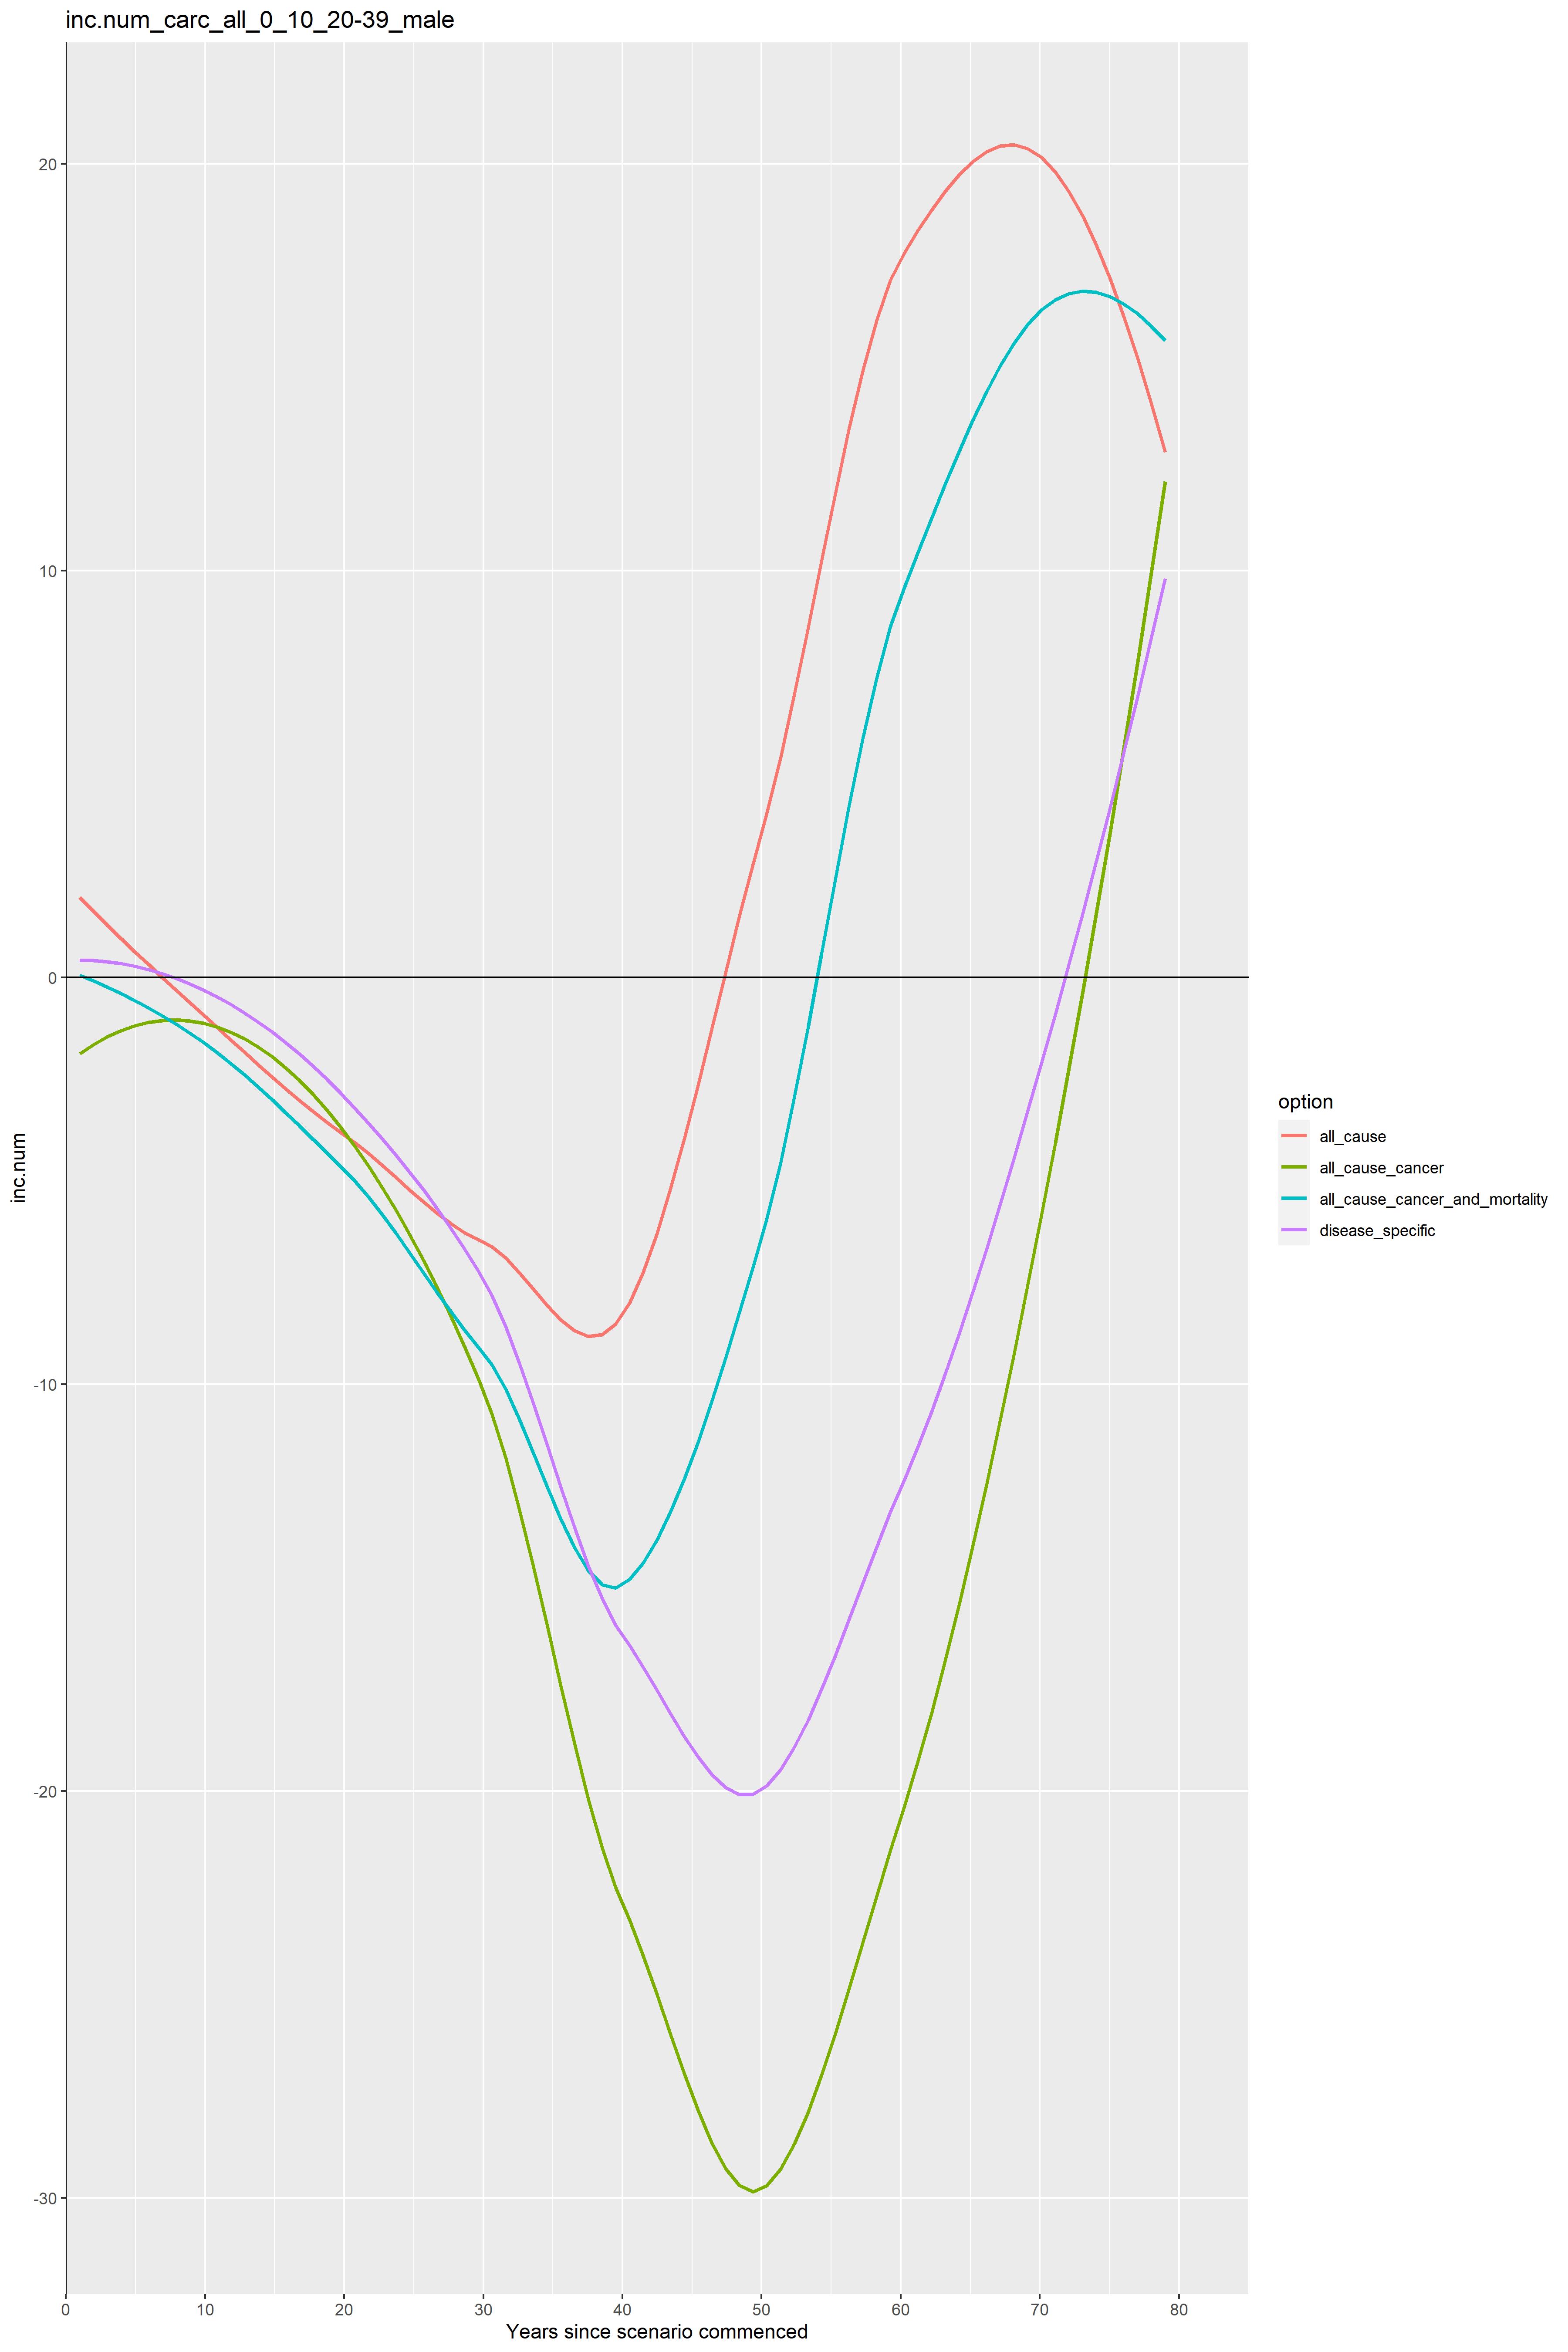 inc.num_carc_all_0_10_20-39_male
20
10
0
-10
-20
-30
inc.num
0 10 20 30 40 50 60 70 80
Years since scenario commenced
option
all_cause
all_cause_cancer
all_cause_cancer_and_mortality
disease_specific